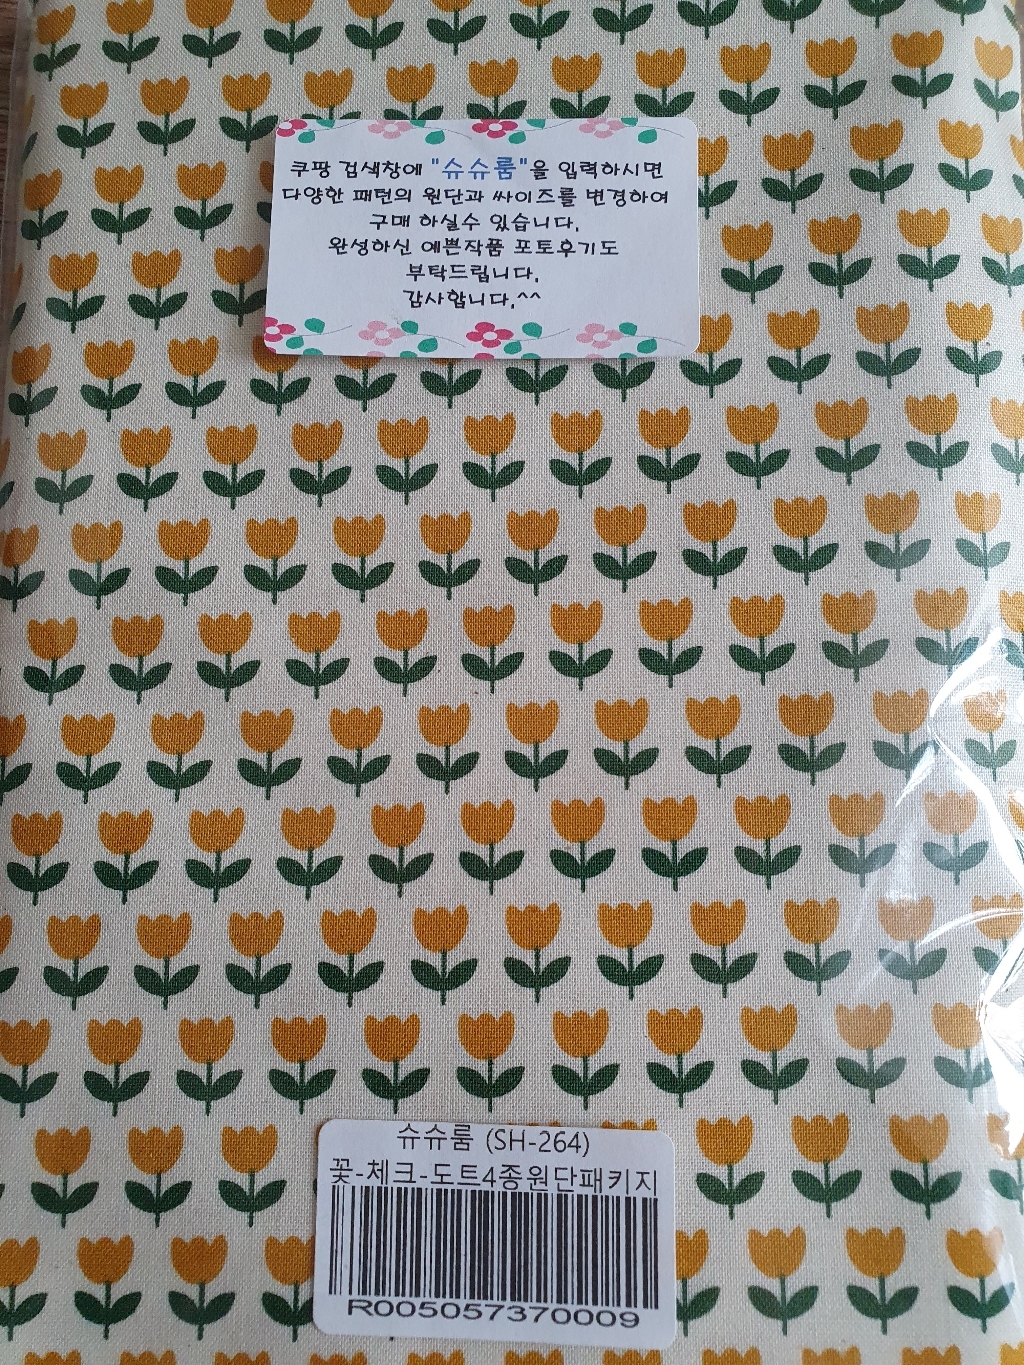 쿠팡 검색창에 "슈슈룸"을 입력하시면
다양한 패턴의 원단과 싸이즈를 변경하여
구매 하실수 있습니다.
완성하신 예쁜작품 포토후기도
부탁드립니다.
감사합니다.^^
슈슈룸 (SH-264)
꽃-체크-도트4종원단패키지
R005057370009